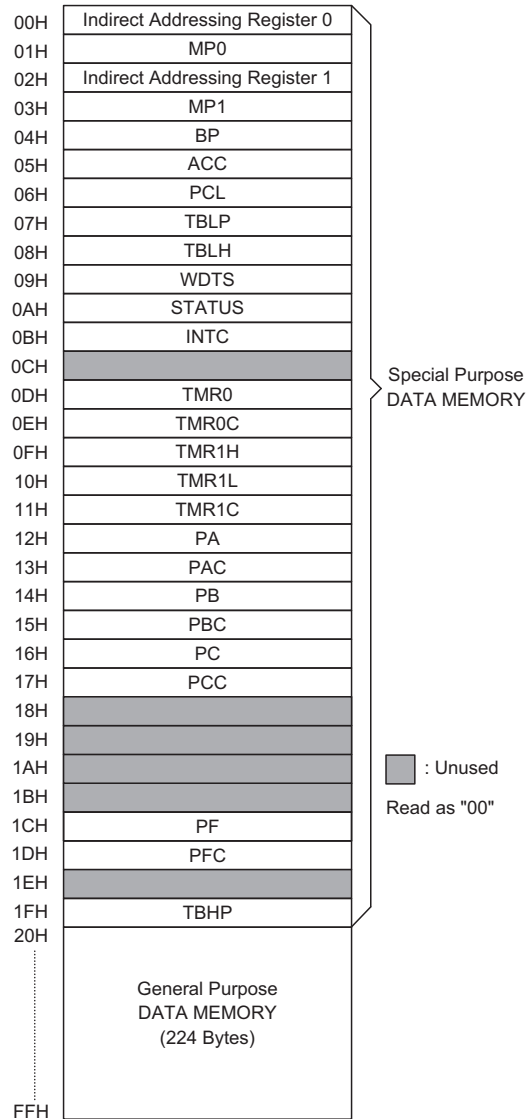 00H Indirect Addressing Register 0
01H MP0
02H Indirect Addressing Register 1
03H MP1
04H BP
05H ACC
06H PCL
07H TBLP
08H TBLH
09H WDTS
0AH STATUS
0BH INTC
0CH
0DH TMR0
0EH TMR0C
0FH TMR1H
10H TMR1L
11H TMR1C
12H PA
13H PAC
14H PB
15H PBC
16H PC
17H PCC
18H
19H
1AH
1BH
1CH PF
1DH PFC
1EH
1FH TBHP
20H
General Purpose
DATA MEMORY
(224 Bytes)
FFH
Special Purpose
DATA MEMORY
: Unused
Read as "00"